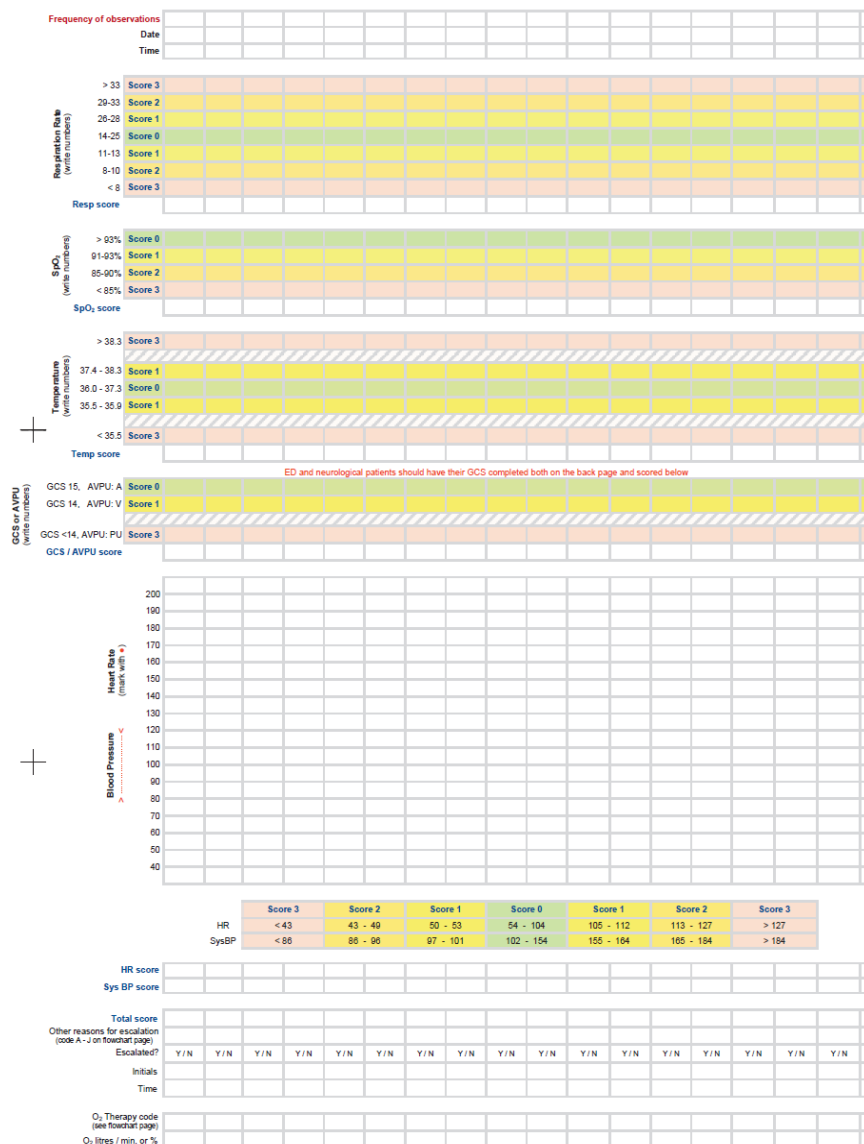 Frequency of observations
Date
Time
Respiration Rate
(write numbers)
> 33 Score 3
29-33 Score 2
26-28 Score 1
14-25 Score 0
11-13 Score 1
8-10 Score 2
< 8 Score 3
Resp score
SpO₂
(write numbers)
> 93% Score 0
91-93% Score 1
85-90% Score 2
< 85% Score 3
SpO₂ score
Temperature
(write numbers)
> 38.3 Score 3
37.4 - 38.3 Score 1
36.0 - 37.3 Score 0
35.5 - 35.9 Score 1
< 35.5 Score 3
Temp score
ED and neurological patients should have their GCS completed both on the back page and scored below
GCS or AVPU
(write numbers)
GCS 15, AVPU: A Score 0
GCS 14, AVPU: V Score 1
GCS <14, AVPU: PU Score 3
GCS / AVPU score
Heart Rate
(mark with •)
Blood Pressure
> .................... <
200
190
180
170
160
150
140
130
120
110
100
90
80
70
60
50
40
Score 3 Score 2 Score 1 Score 0 Score 1 Score 2 Score 3
HR < 43 43 - 49 50 - 53 54 - 104 105 - 112 113 - 127 > 127
SysBP < 86 86 - 96 97 - 101 102 - 154 155 - 164 165 - 184 > 184
HR score
Sys BP score
Total score
Other reasons for escalation
(code A - J on flowchart page)
Escalated? Y / N Y / N Y / N Y / N Y / N Y / N Y / N Y / N Y / N Y / N Y / N Y / N Y / N Y / N Y / N Y / N Y / N
Initials
Time
O₂ Therapy code
(see flowchart page)
O₂ litres / min. or %